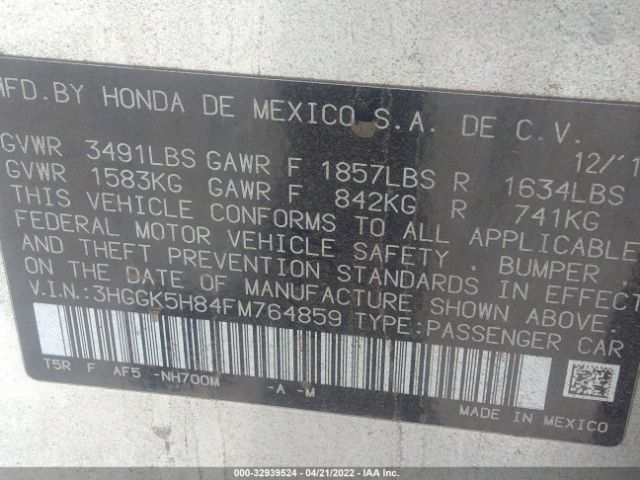 MFD.BY HONDA DE MEXICO S.A. DE C.V.
12/'1
GVWR 3491LBS GAWR F 1857LBS R 1634LBS
GVWR 1583KG GAWR F 842KG R 741KG
THIS VEHICLE CONFORMS TO ALL APPLICABLE
FEDERAL MOTOR VEHICLE SAFETY, BUMPER,
AND THEFT PREVENTION STANDARDS IN EFFECT
ON THE DATE OF MANUFACTURE SHOWN ABOVE.
V.I.N.:3HGGK5H84FM764859 TYPE:PASSENGER CAR
T5R F AF5 -NH700M -A -M
MADE IN MEXICO
000-32939524 - 04/21/2022 - IAA Inc.